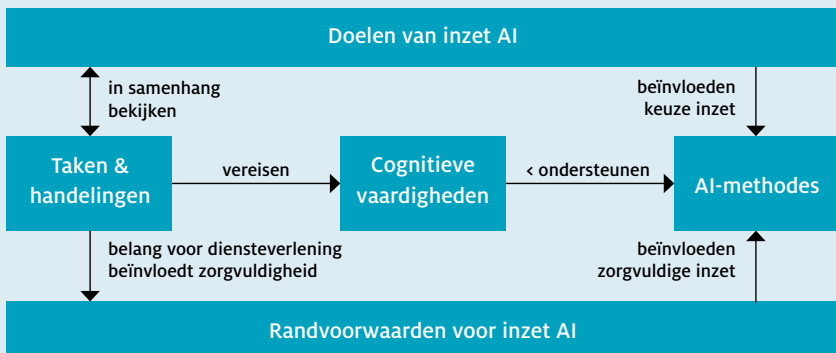 Doelen van inzet AI
in samenhang
bekijken
beïnvloeden
keuze inzet
Taken &
handelingen
vereisen
Cognitieve
vaardigheden
< ondersteunen
AI-methodes
belang voor diensteverlening
beïnvloedt zorgvuldigheid
beïnvloeden
zorgvuldige inzet
Randvoorwaarden voor inzet AI